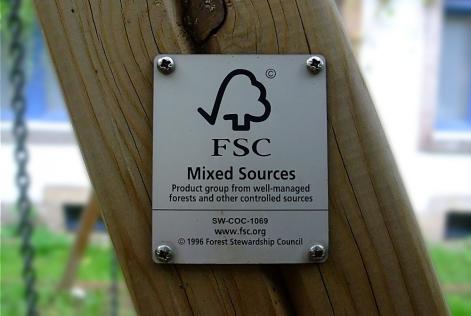 ©
FSC
Mixed Sources
Product group from well-managed
forests and other controlled sources
SW-COC-1069
www.fsc.org
© 1996 Forest Stewardship Council